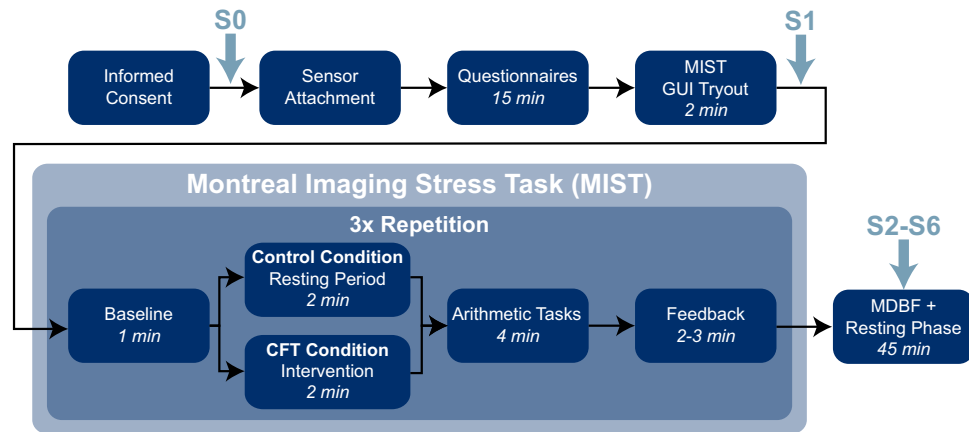 S0
S1
Informed
Consent
Sensor
Attachment
Questionnaires
15 min
MIST
GUI Tryout
2 min
Montreal Imaging Stress Task (MIST)
3x Repetition
S2-S6
Baseline
1 min
Control Condition
Resting Period
2 min
CFT Condition
Intervention
2 min
Arithmetic Tasks
4 min
Feedback
2-3 min
MDBF +
Resting Phase
45 min